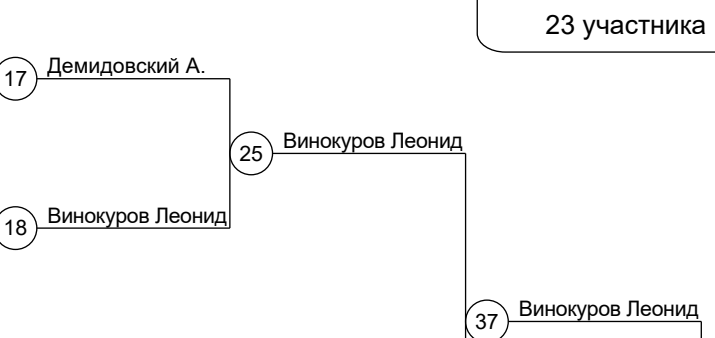 23 участника
17 Демидовский А.
25 Винокуров Леонид
18 Винокуров Леонид
37 Винокуров Леонид